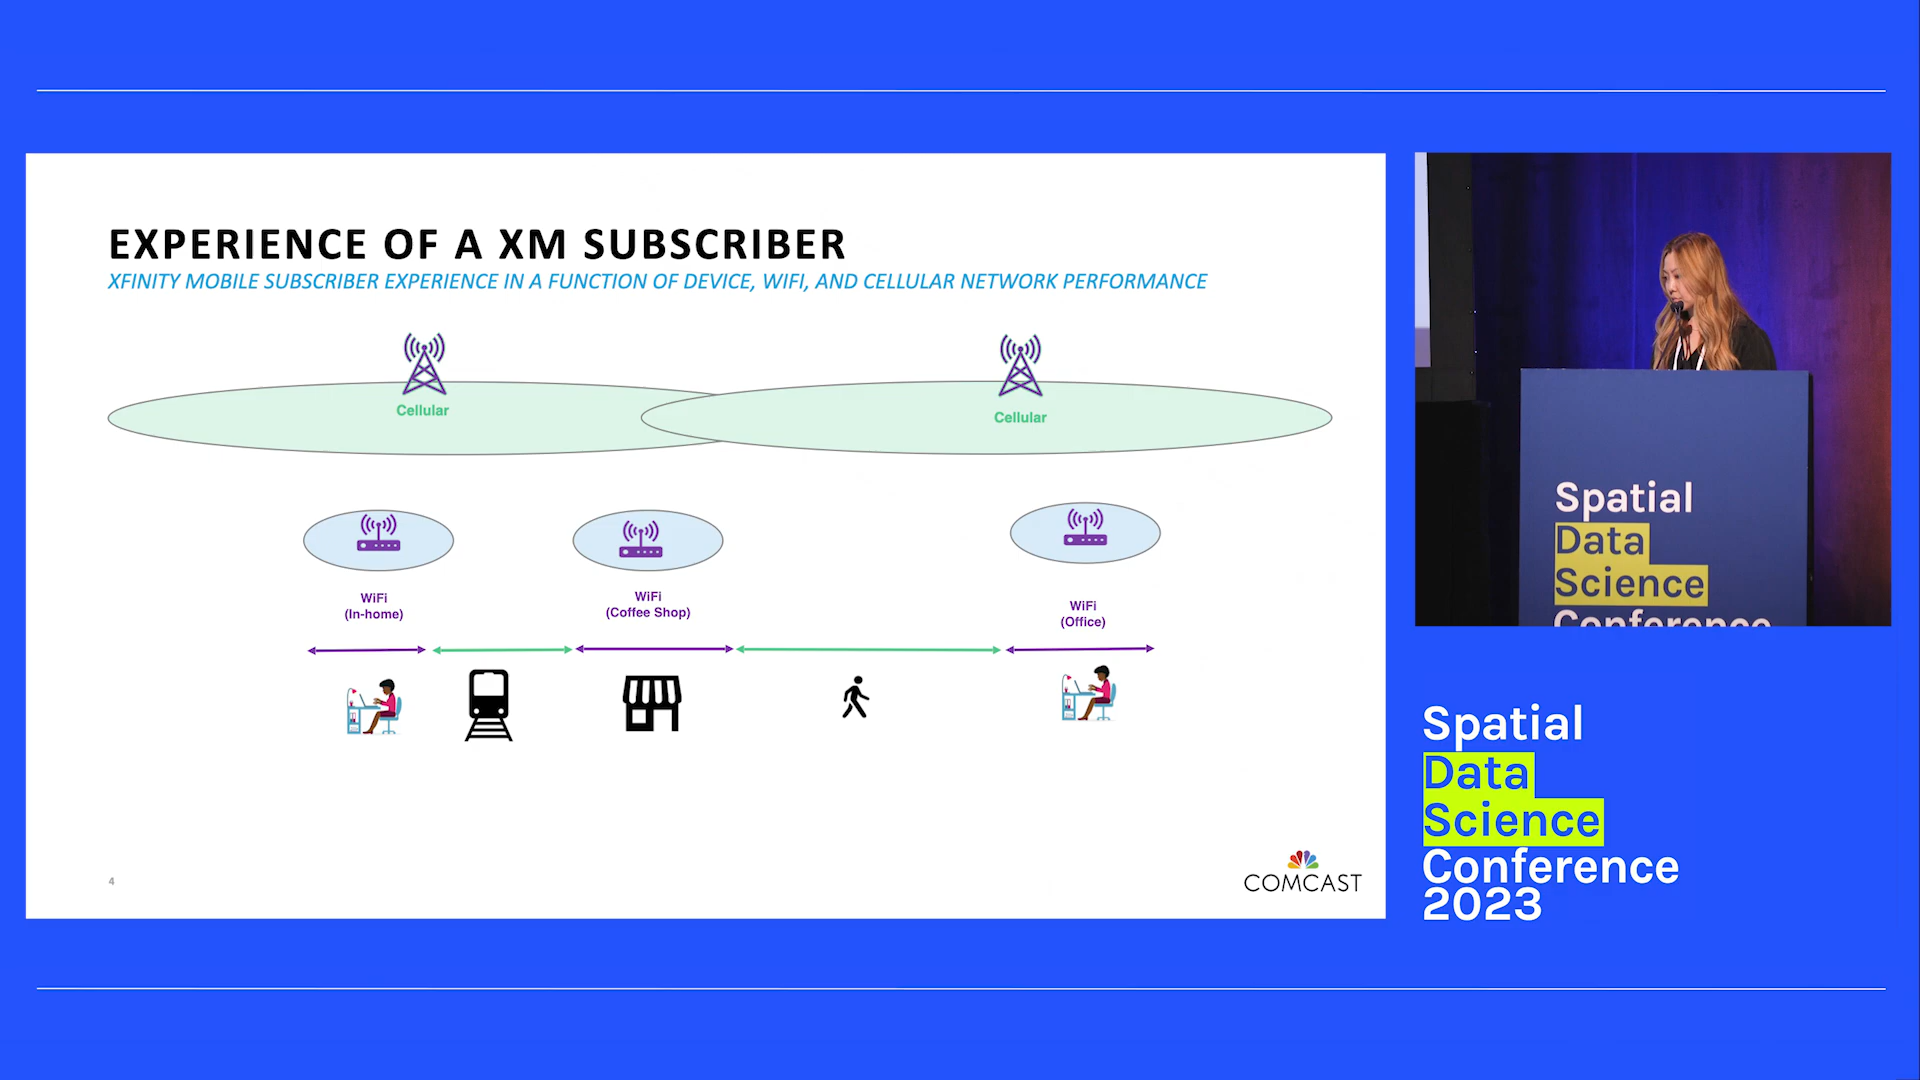 EXPERIENCE OF A XM SUBSCRIBER
XFINITY MOBILE SUBSCRIBER EXPERIENCE IN A FUNCTION OF DEVICE, WIFI, AND CELLULAR NETWORK PERFORMANCE
Cellular
Cellular
WiFi
(In-home)
WiFi
(Coffee Shop)
WiFi
(Office)
4
COMCAST
Spatial
Data
Science
Conference
Spatial
Data
Science
Conference
2023